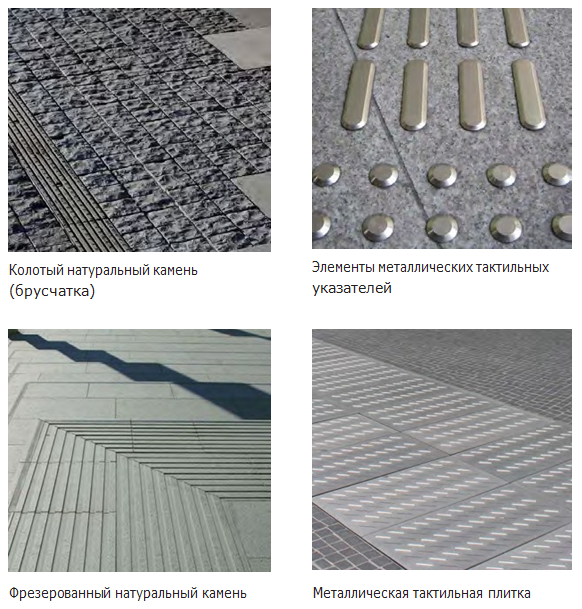 Колотый натуральный камень
(брусчатка)
Элементы металлических тактильных
указателей
Фрезерованный натуральный камень
Металлическая тактильная плитка